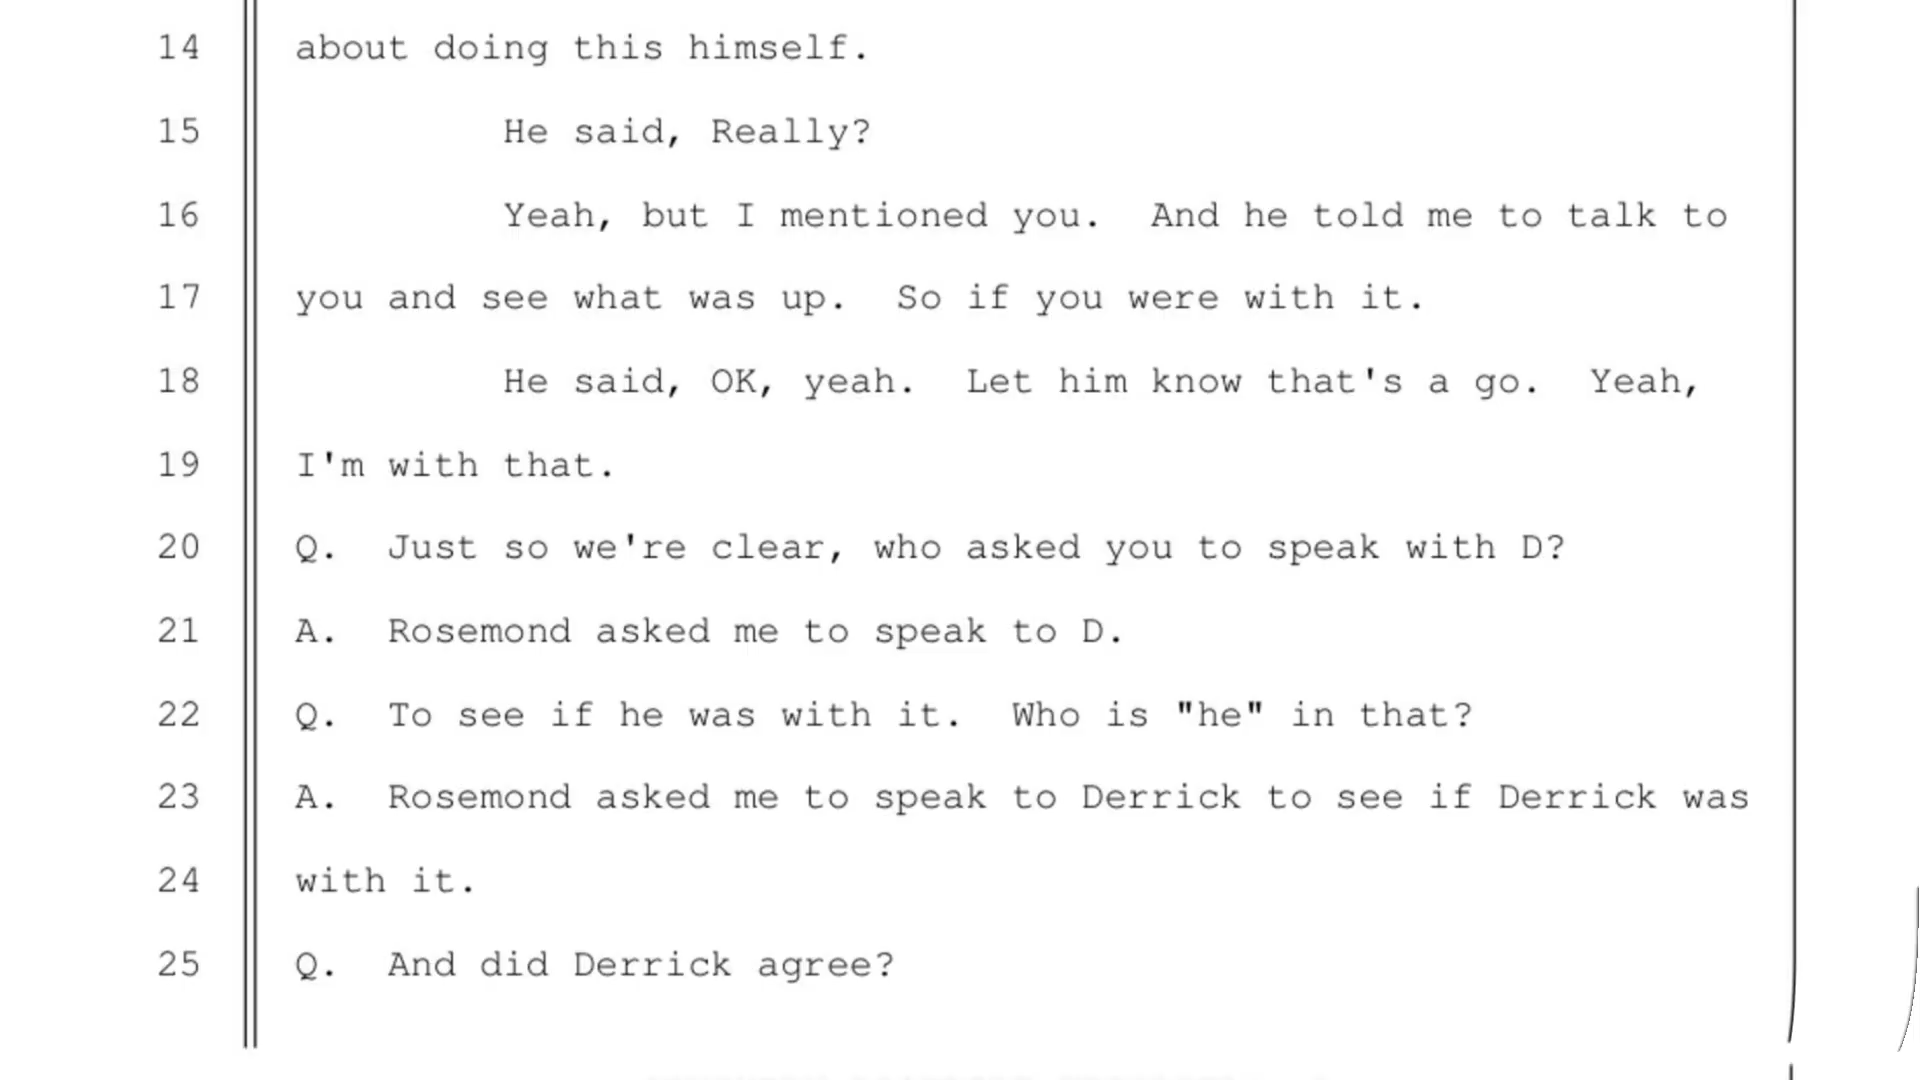 14 about doing this himself.
15 He said, Really?
16 Yeah, but I mentioned you. And he told me to talk to
17 you and see what was up. So if you were with it.
18 He said, OK, yeah. Let him know that's a go. Yeah,
19 I'm with that.
20 Q. Just so we're clear, who asked you to speak with D?
21 A. Rosemond asked me to speak to D.
22 Q. To see if he was with it. Who is "he" in that?
23 A. Rosemond asked me to speak to Derrick to see if Derrick was
24 with it.
25 Q. And did Derrick agree?